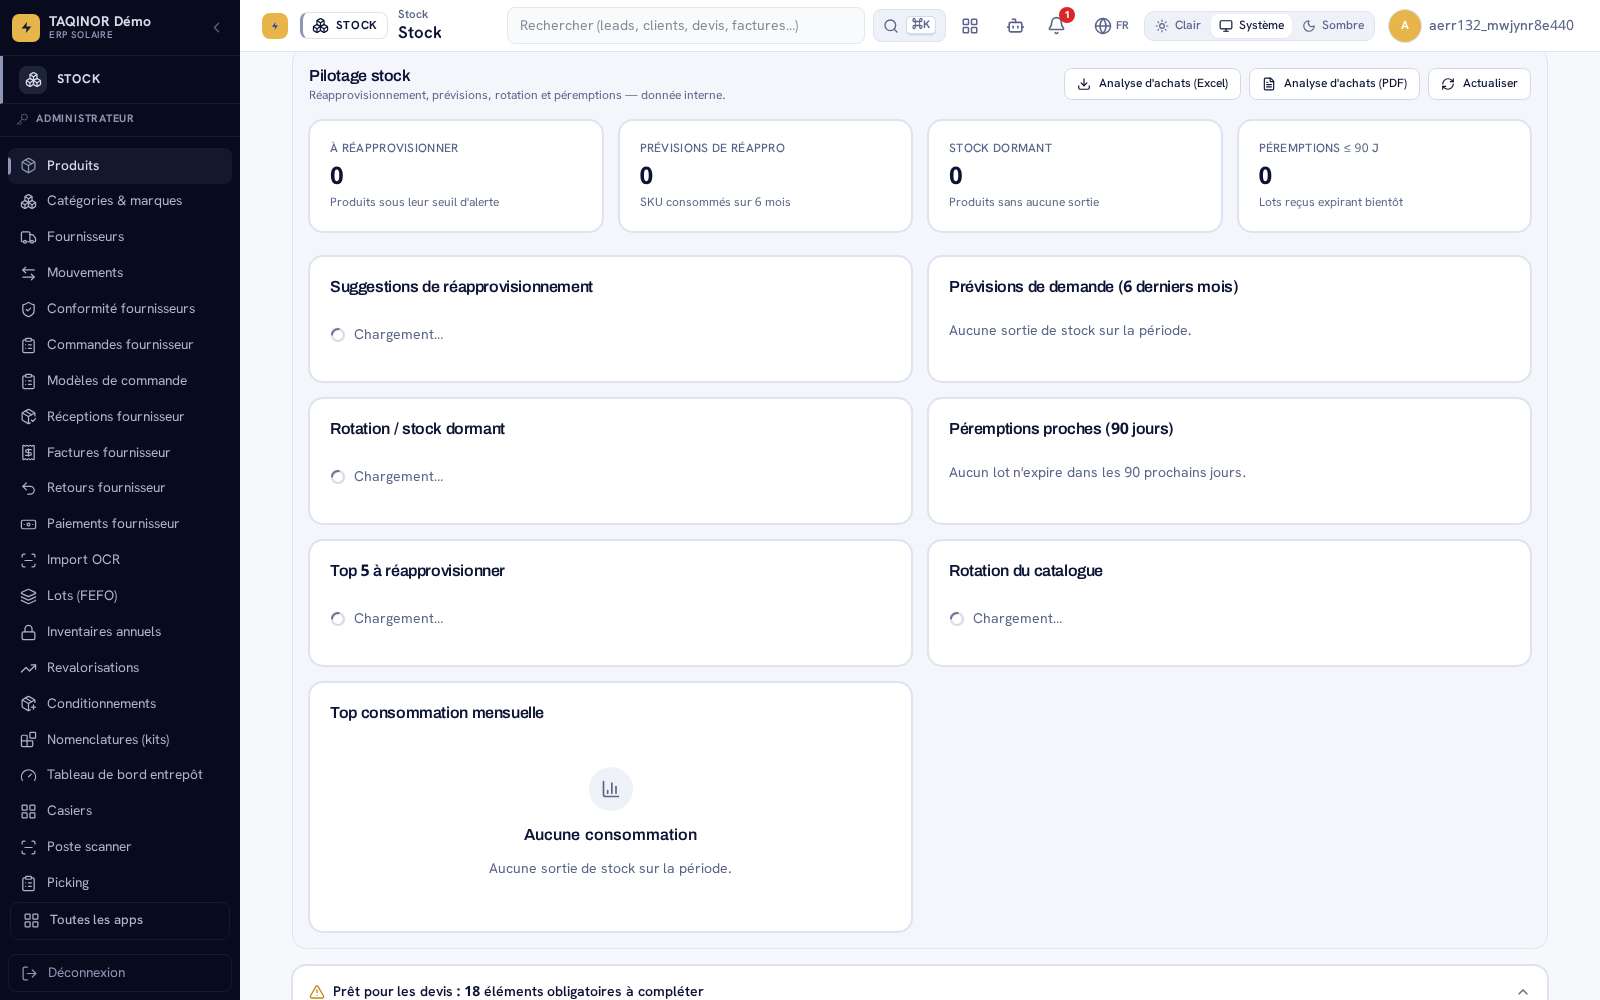 TAQINOR Démo
ERP SOLAIRE
STOCK
ADMINISTRATEUR
Produits
Catégories & marques
Fournisseurs
Mouvements
Conformité fournisseurs
Commandes fournisseur
Modèles de commande
Réceptions fournisseur
Factures fournisseur
Retours fournisseur
Paiements fournisseur
Import OCR
Lots (FEFO)
Inventaires annuels
Revalorisations
Conditionnements
Nomenclatures (kits)
Tableau de bord entrepôt
Casiers
Poste scanner
Picking
Toutes les apps
Déconnexion
STOCK
Stock
Stock
Rechercher (leads, clients, devis, factures...)
⌘K
1
FR
Clair
Système
Sombre
A
aerr132_mwjynr8e440
Pilotage stock
Réapprovisionnement, prévisions, rotation et péremptions — donnée interne.
Analyse d'achats (Excel)
Analyse d'achats (PDF)
Actualiser
À RÉAPPROVISIONNER
0
Produits sous leur seuil d'alerte
PRÉVISIONS DE RÉAPPRO
0
SKU consommés sur 6 mois
STOCK DORMANT
0
Produits sans aucune sortie
PÉREMPTIONS ≤ 90 J
0
Lots reçus expirant bientôt
Suggestions de réapprovisionnement
Chargement...
Prévisions de demande (6 derniers mois)
Aucune sortie de stock sur la période.
Rotation / stock dormant
Chargement...
Péremptions proches (90 jours)
Aucun lot n'expire dans les 90 prochains jours.
Top 5 à réapprovisionner
Chargement...
Rotation du catalogue
Chargement...
Top consommation mensuelle
Aucune consommation
Aucune sortie de stock sur la période.
Prêt pour les devis : 18 éléments obligatoires à compléter